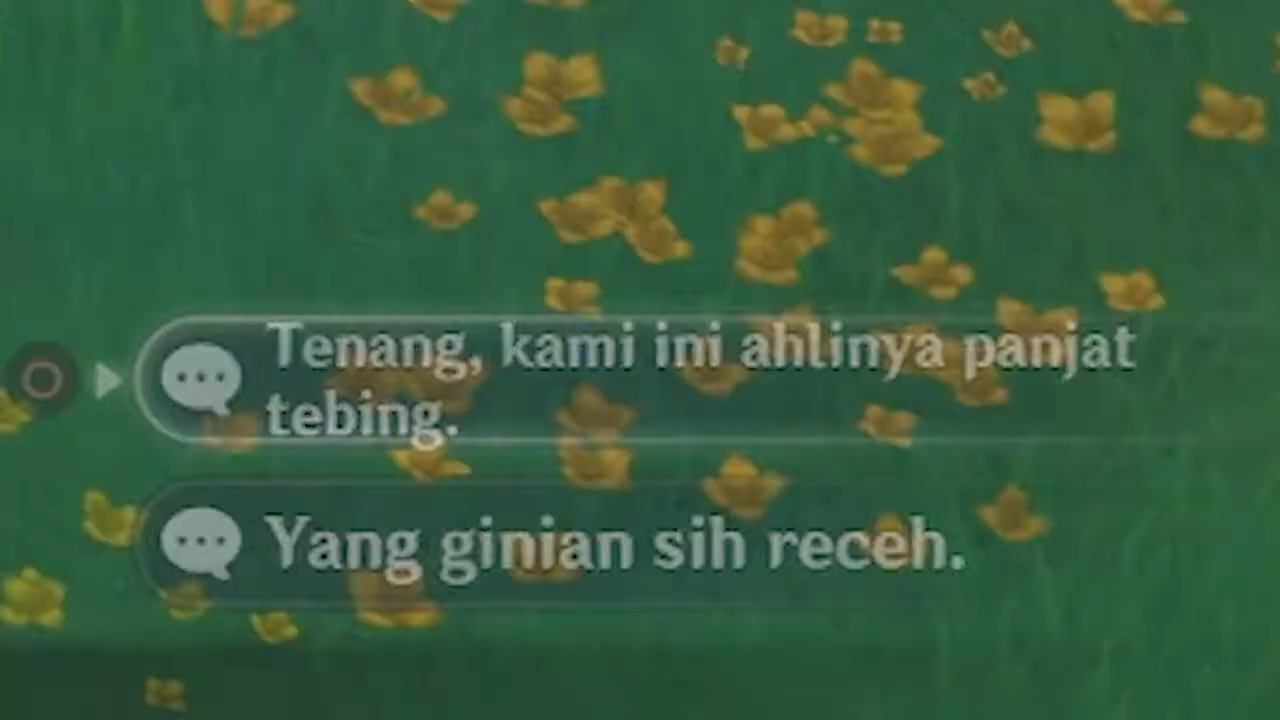 Tenang, kami ini ahlinya panjat
tebing.
Yang ginian sih receh.